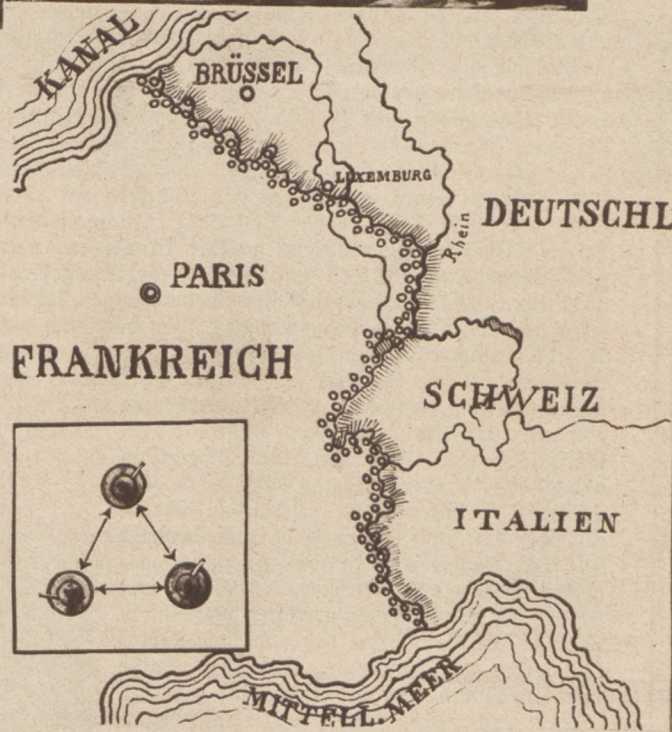 KANAL
BRÜSSEL
LUXEMBURG
DEUTSCHL
Rhein
PARIS
FRANKREICH
SCHWEIZ
ITALIEN
MITTELL. MEER